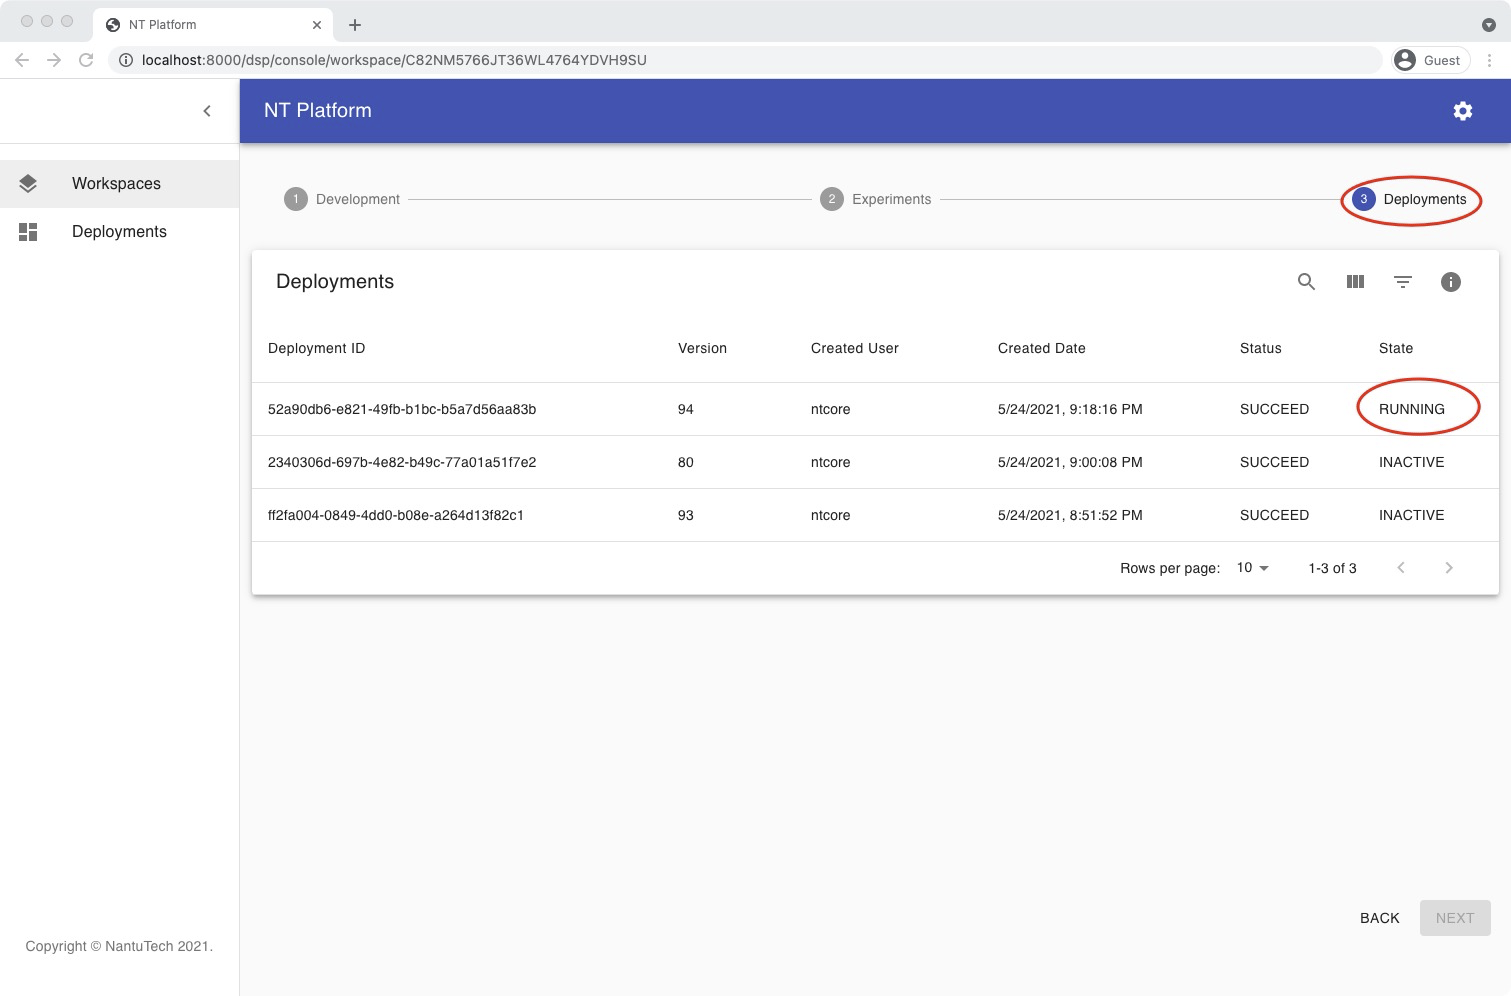 NT Platform
localhost:8000/dsp/console/workspace/C82NM5766JT36WL4764YDVH9SU
Guest
NT Platform
Workspaces
Deployments
1 Development
2 Experiments
3 Deployments
Deployments
Deployment ID Version Created User Created Date Status State
52a90db6-e821-49fb-b1bc-b5a7d56aa83b 94 ntcore 5/24/2021, 9:18:16 PM SUCCEED RUNNING
2340306d-697b-4e82-b49c-77a01a51f7e2 80 ntcore 5/24/2021, 9:00:08 PM SUCCEED INACTIVE
ff2fa004-0849-4dd0-b08e-a264d13f82c1 93 ntcore 5/24/2021, 8:51:52 PM SUCCEED INACTIVE
Rows per page: 10 1-3 of 3
BACK NEXT
Copyright © NantuTech 2021.